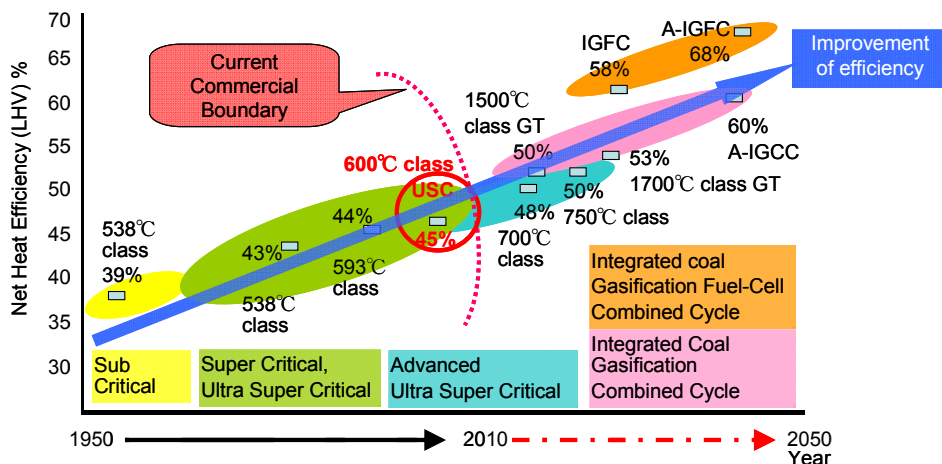 Net Heat Efficiency (LHV) %
70
65
60
55
50
45
40
35
30
Current
Commercial
Boundary
IGFC
58%
A-IGFC
68%
Improvement
of efficiency
1500℃
class GT
50%
60%
A-IGCC
53%
1700℃ class GT
600℃ class
USC
45%
50%
750℃ class
48%
700℃
class
44%
593℃
class
43%
538℃
class
538℃
class
39%
Integrated coal
Gasification Fuel-Cell
Combined Cycle
Integrated Coal
Gasification
Combined Cycle
Sub
Critical
Super Critical,
Ultra Super Critical
Advanced
Ultra Super Critical
1950
2010
2050
Year